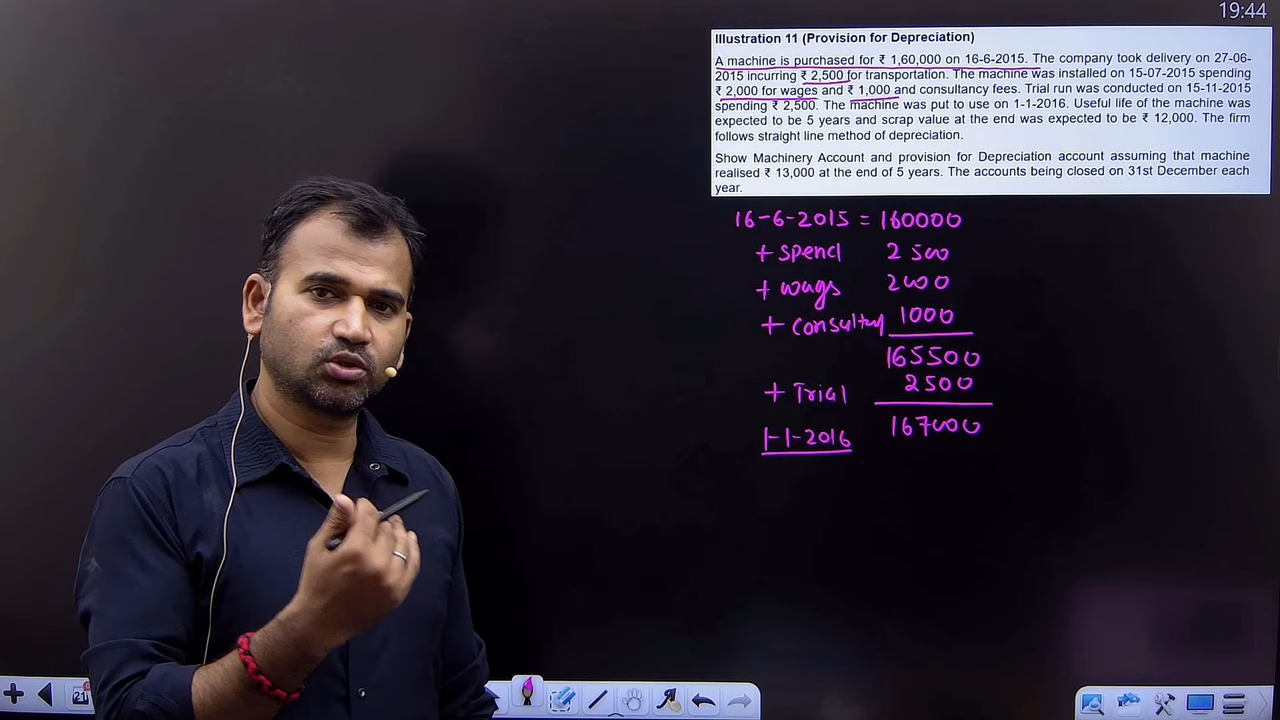 19:44
Illustration 11 (Provision for Depreciation)
A machine is purchased for ₹ 1,60,000 on 16-6-2015. The company took delivery on 27-06-
2015 incurring ₹ 2,500 for transportation. The machine was installed on 15-07-2015 spending
₹ 2,000 for wages and ₹ 1,000 and consultancy fees. Trial run was conducted on 15-11-2015
spending ₹ 2,500. The machine was put to use on 1-1-2016. Useful life of the machine was
expected to be 5 years and scrap value at the end was expected to be ₹ 12,000. The firm
follows straight line method of depreciation.
Show Machinery Account and provision for Depreciation account assuming that machine
realised ₹ 13,000 at the end of 5 years. The accounts being closed on 31st December each
year.
16-6-2015 = 160000
+ spend 2500
+ wages 2000
+ consultany 1000
165500
+ Trial 2500
1-1-2016 167000
21